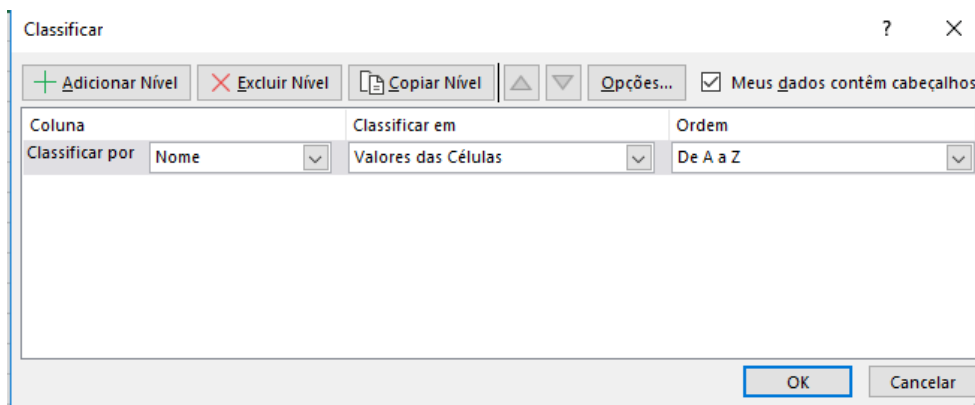 Classificar ?
Adicionar Nível Excluir Nível Copiar Nível Opções... Meus dados contêm cabeçalhos
Coluna Classificar em Ordem
Classificar por Nome Valores das Células De A a Z
OK Cancelar